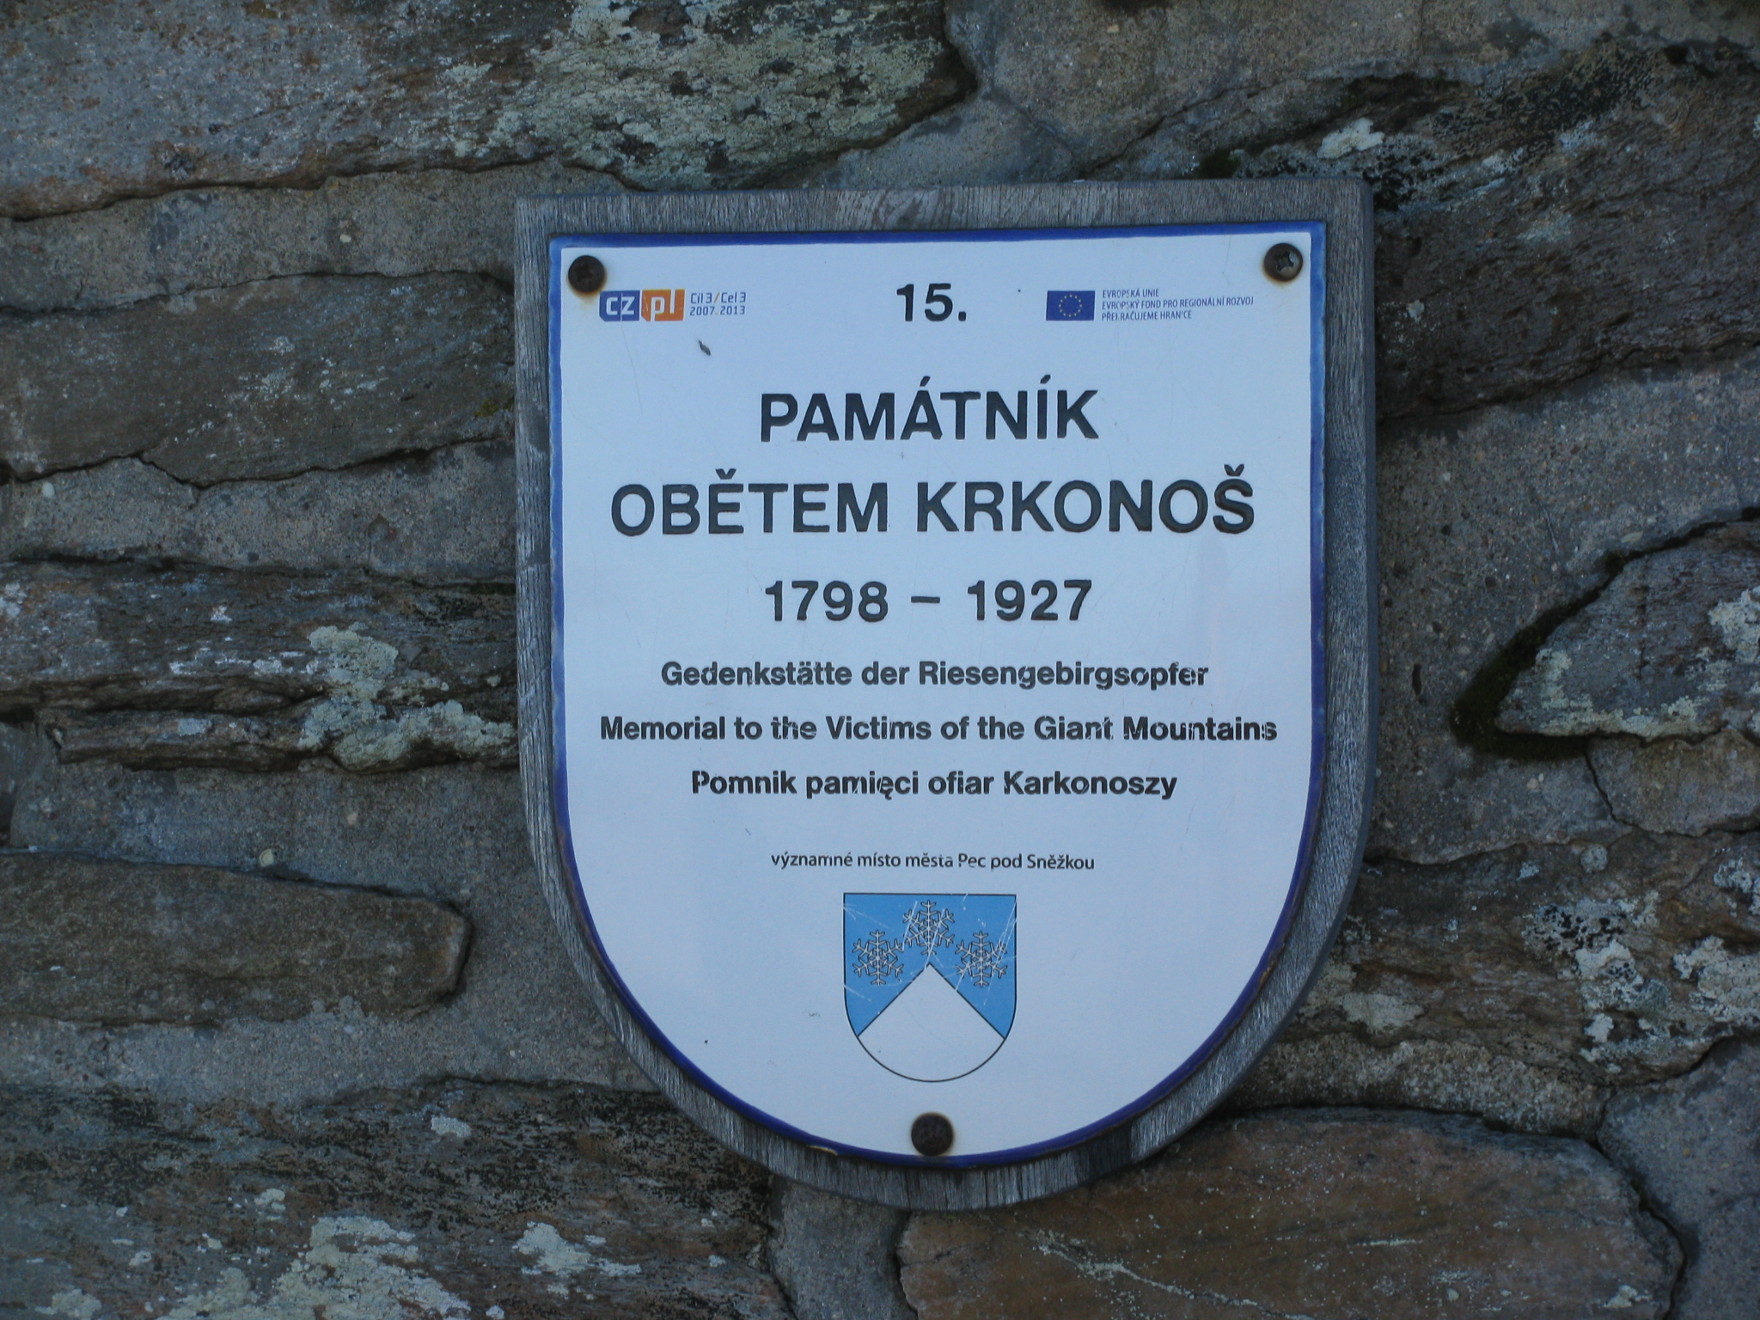 cz pl Cíl 3/Cel 3
2007.2013
15.
EVROPSKÁ UNIE
EVROPSKÝ FOND PRO REGIONÁLNÍ ROZVOJ
PŘEKRAČUJEME HRANICE
PAMÁTNÍK
OBĚTEM KRKONOŠ
1798 – 1927
Gedenkstätte der Riesengebirgsopfer
Memorial to the Victims of the Giant Mountains
Pomnik pamięci ofiar Karkonoszy
významné místo města Pec pod Sněžkou